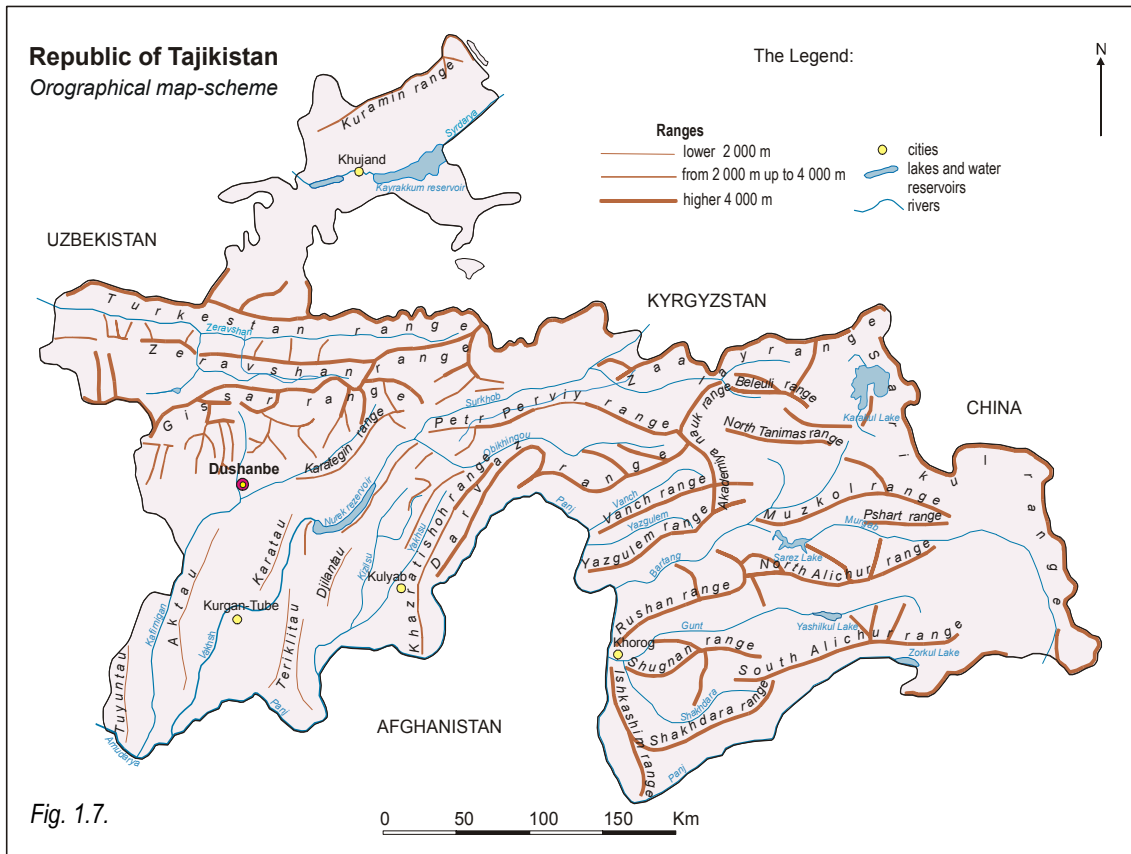 Republic of Tajikistan
Orographical map-scheme
The Legend:
N
Ranges
lower 2 000 m
from 2 000 m up to 4 000 m
higher 4 000 m
cities
lakes and water
reservoirs
rivers
Kuramin range
Syrdarya
Khujand
Kayrakkum reservoir
UZBEKISTAN
KYRGYZSTAN
CHINA
AFGHANISTAN
Turkestan range
Zeravshan
Zeravshan range
Gissar range
Surkhob
Karategin range
Petr Perviy range
Zaalay range
Beleuli range
Karakul Lake
Sarikul range
North Tanimas range
Akademiya nauk range
Obikhingou
Dushanbe
Nurek rezervoir
Darvaz range
Khazratishoh range
Yakhsu
Kizilsu
Kulyab
Panj
Vanch
Vanch range
Yazgulem
Yazgulem range
Muzkol range
Pshart range
Murgab
Sarez Lake
Bartang
North Alichur range
Rushan range
Gunt
Yashilkul Lake
Khorog
Shugnan range
South Alichur range
Zorkul Lake
Shakhdara
Shakhdara range
Ishkashim range
Panj
Karatau
Djilantau
Aktau
Kurgan-Tube
Kafirnigan
Vakhsh
Teriklitau
Tuyuntau
Panj
Amudarya
Fig. 1.7.
0 50 100 150 Km